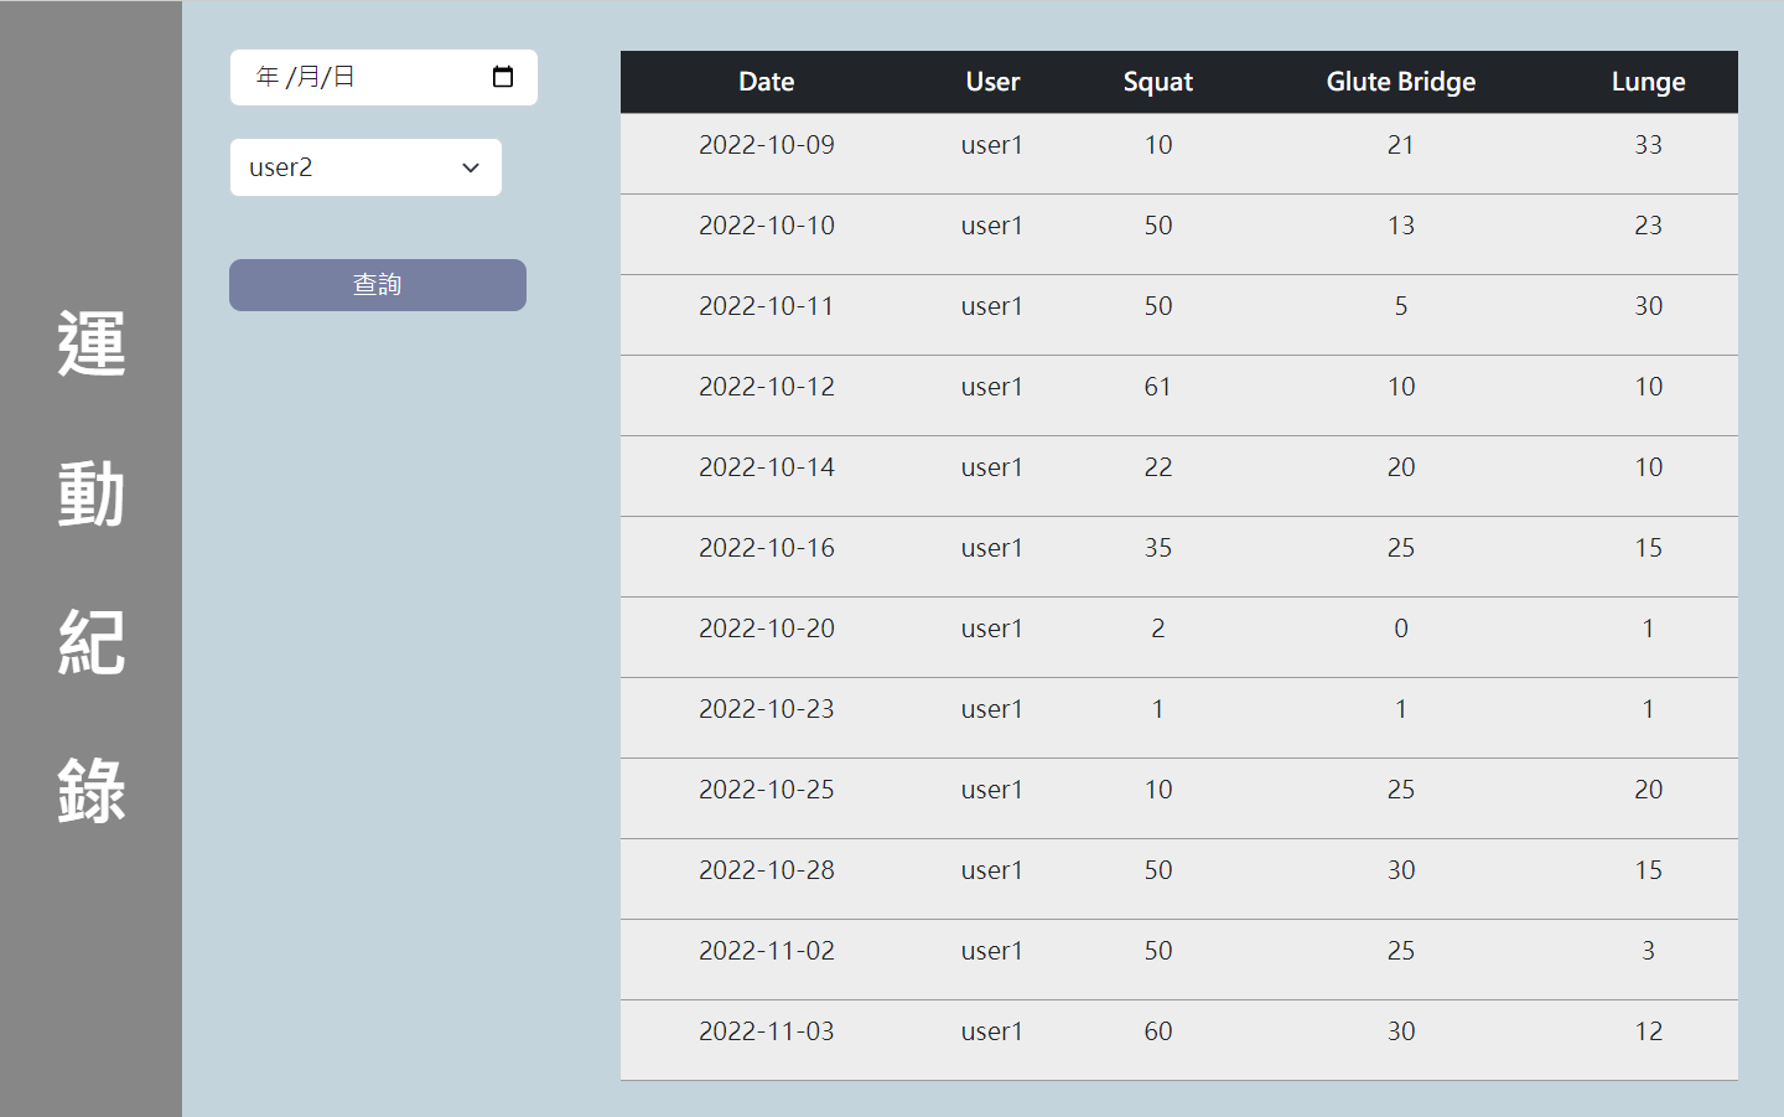 運
動
紀
錄
年 /月/日
user2
查詢
Date User Squat Glute Bridge Lunge
2022-10-09 user1 10 21 33
2022-10-10 user1 50 13 23
2022-10-11 user1 50 5 30
2022-10-12 user1 61 10 10
2022-10-14 user1 22 20 10
2022-10-16 user1 35 25 15
2022-10-20 user1 2 0 1
2022-10-23 user1 1 1 1
2022-10-25 user1 10 25 20
2022-10-28 user1 50 30 15
2022-11-02 user1 50 25 3
2022-11-03 user1 60 30 12